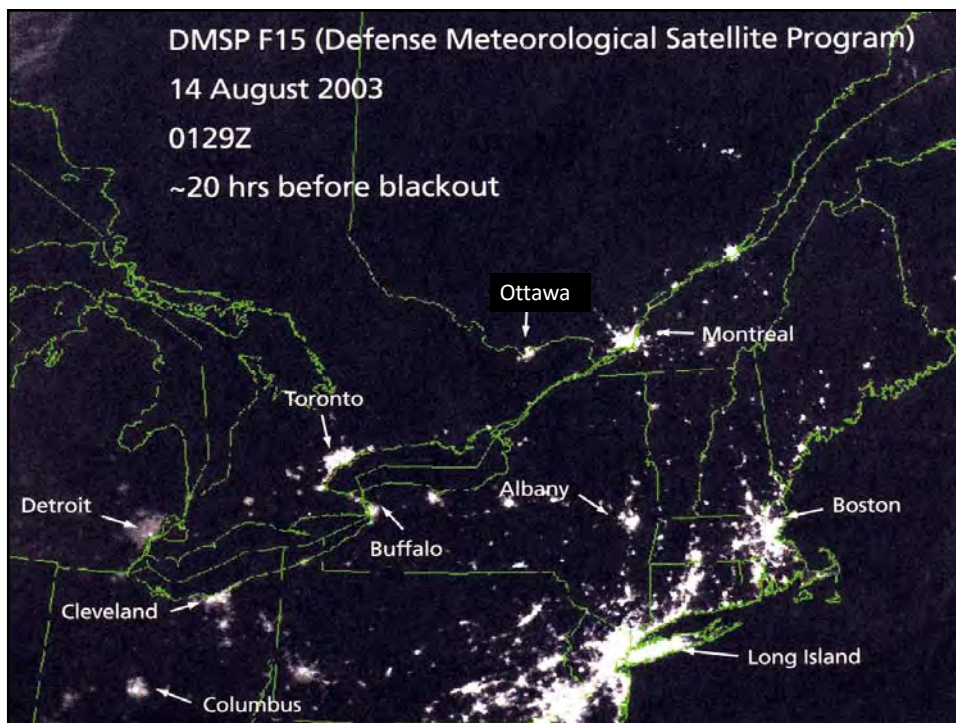 DMSP F15 (Defense Meteorological Satellite Program)
14 August 2003
0129Z
~20 hrs before blackout
Ottawa
Montreal
Toronto
Detroit
Albany
Boston
Buffalo
Cleveland
Long Island
Columbus